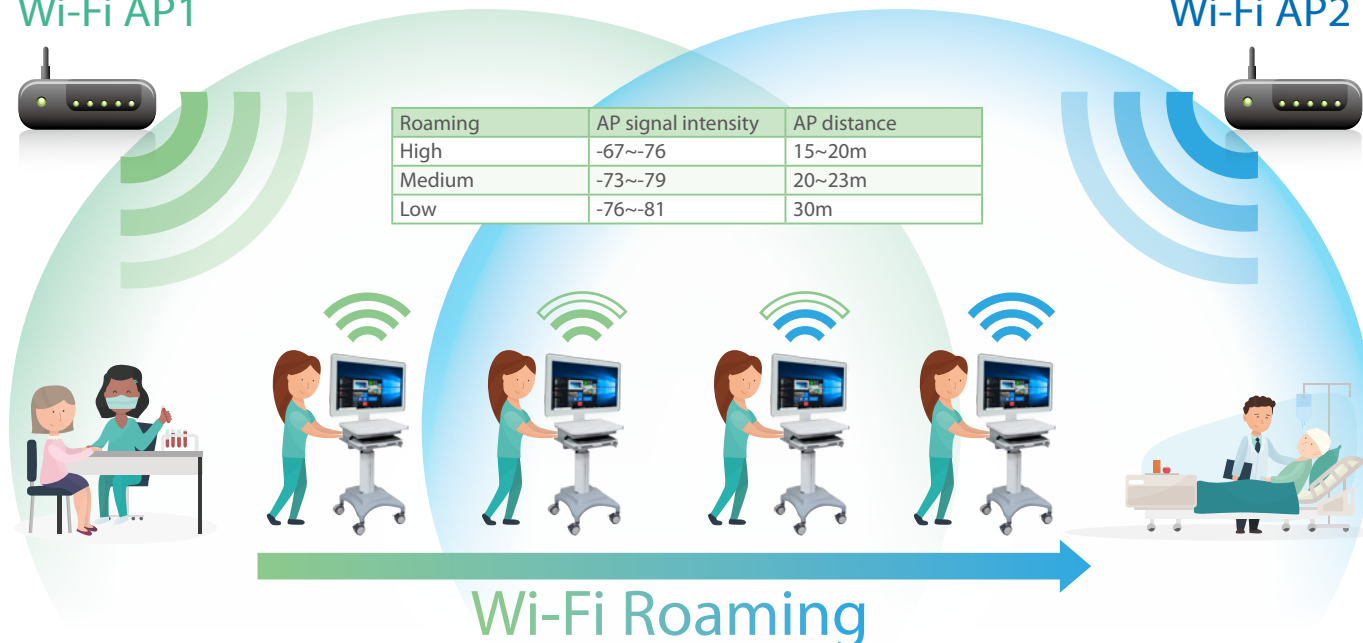 Wi-Fi AP1
Wi-Fi AP2
Roaming AP signal intensity AP distance
High -67~-76 15~20m
Medium -73~-79 20~23m
Low -76~-81 30m
Wi-Fi Roaming